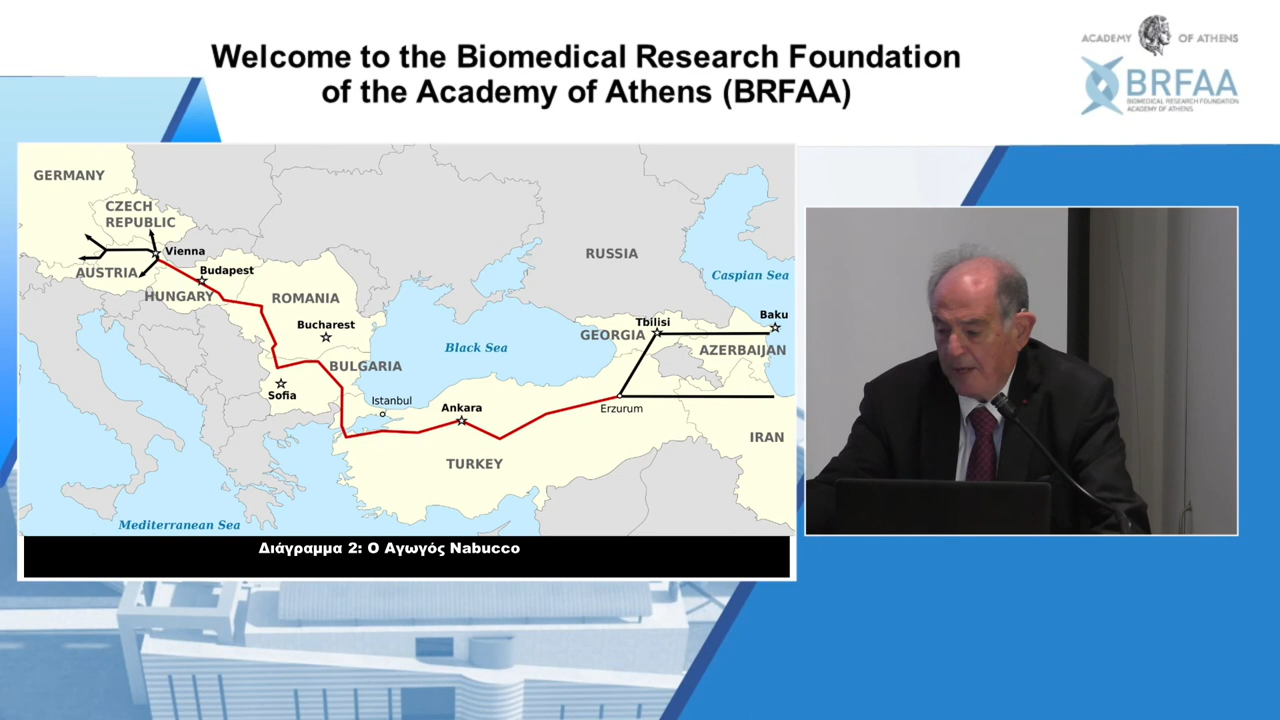 Welcome to the Biomedical Research Foundation
of the Academy of Athens (BRFAA)
ACADEMY OF ATHENS
BRFAA
BIOMEDICAL RESEARCH FOUNDATION
ACADEMY OF ATHENS
GERMANY
CZECH
REPUBLIC
Vienna
AUSTRIA
Budapest
HUNGARY
ROMANIA
Bucharest
BULGARIA
Sofia
Istanbul
Ankara
TURKEY
Black Sea
RUSSIA
Caspian Sea
Tbilisi
Baku
GEORGIA
AZERBAIJAN
Erzurum
IRAN
Mediterranean Sea
Διάγραμμα 2: Ο Αγωγός Nabucco